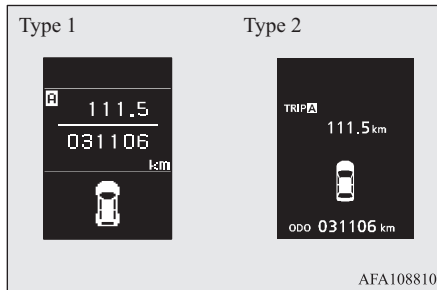 Type 1
Type 2
A
111.5
031106
km
TRIP A
111.5 km
ODO 031106 km
AFA108810